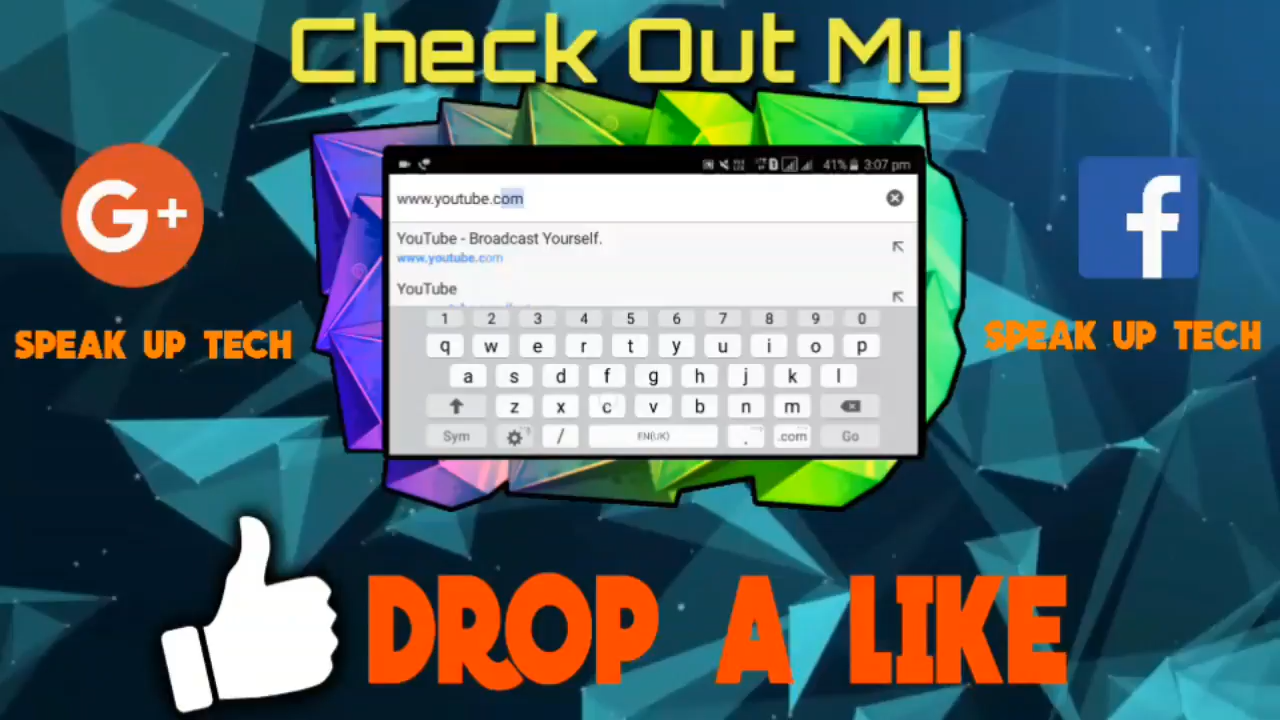 Check Out My
41% 3:07 pm
www.youtube.com
YouTube - Broadcast Yourself.
www.youtube.com
YouTube
1 2 3 4 5 6 7 8 9 0
q w e r t y u i o p
a s d f g h j k l
z x c v b n m
Sym / EN(UK) . .com Go
G+
SPEAK UP TECH
f
SPEAK UP TECH
DROP A LIKE